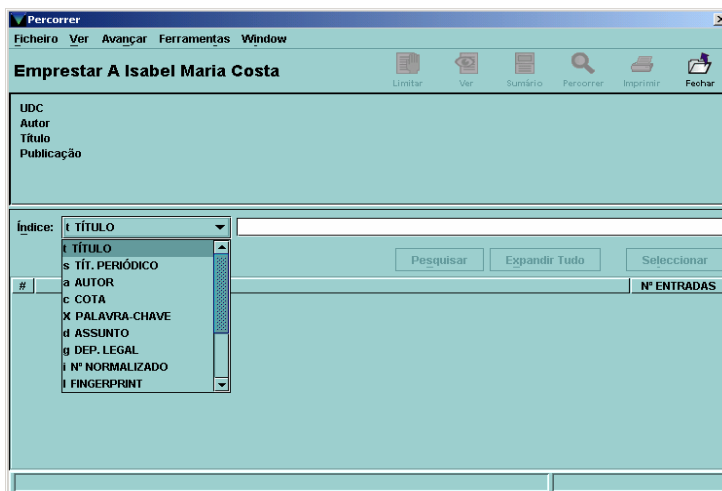 Percorrer
Ficheiro Ver Avançar Ferramentas Window
Emprestar A Isabel Maria Costa
Limitar Ver Sumário Percorrer Imprimir Fechar
UDC
Autor
Título
Publicação
Índice: t TÍTULO
t TÍTULO
s TÍT. PERIÓDICO
a AUTOR
c COTA
X PALAVRA-CHAVE
d ASSUNTO
g DEP. LEGAL
i Nº NORMALIZADO
l FINGERPRINT
Pesquisar Expandir Tudo Seleccionar
# Nº ENTRADAS